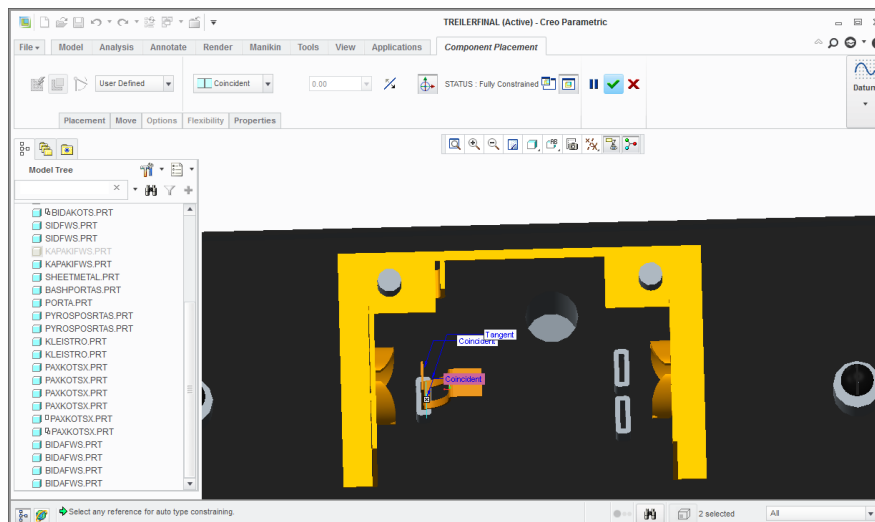 TREILERFINAL (Active) - Creo Parametric
File Model Analysis Annotate Render Manikin Tools View Applications Component Placement
User Defined Coincident 0.00 STATUS : Fully Constrained
Datum
Placement Move Options Flexibility Properties
Model Tree
BIDAKOTS.PRT
SIDFWS.PRT
SIDFWS.PRT
KAPAKIFWS.PRT
KAPAKIFWS.PRT
SHEETMETAL.PRT
BASHPORTAS.PRT
PORTA.PRT
PYROSPOSRTAS.PRT
PYROSPOSRTAS.PRT
KLEISTRO.PRT
KLEISTRO.PRT
PAXKOTSX.PRT
PAXKOTSX.PRT
PAXKOTSX.PRT
PAXKOTSX.PRT
PAXKOTSX.PRT
PAXKOTSX.PRT
BIDAFWS.PRT
BIDAFWS.PRT
BIDAFWS.PRT
BIDAFWS.PRT
Tangent
Coincident
Coincident
Select any reference for auto type constraining.
2 selected
All